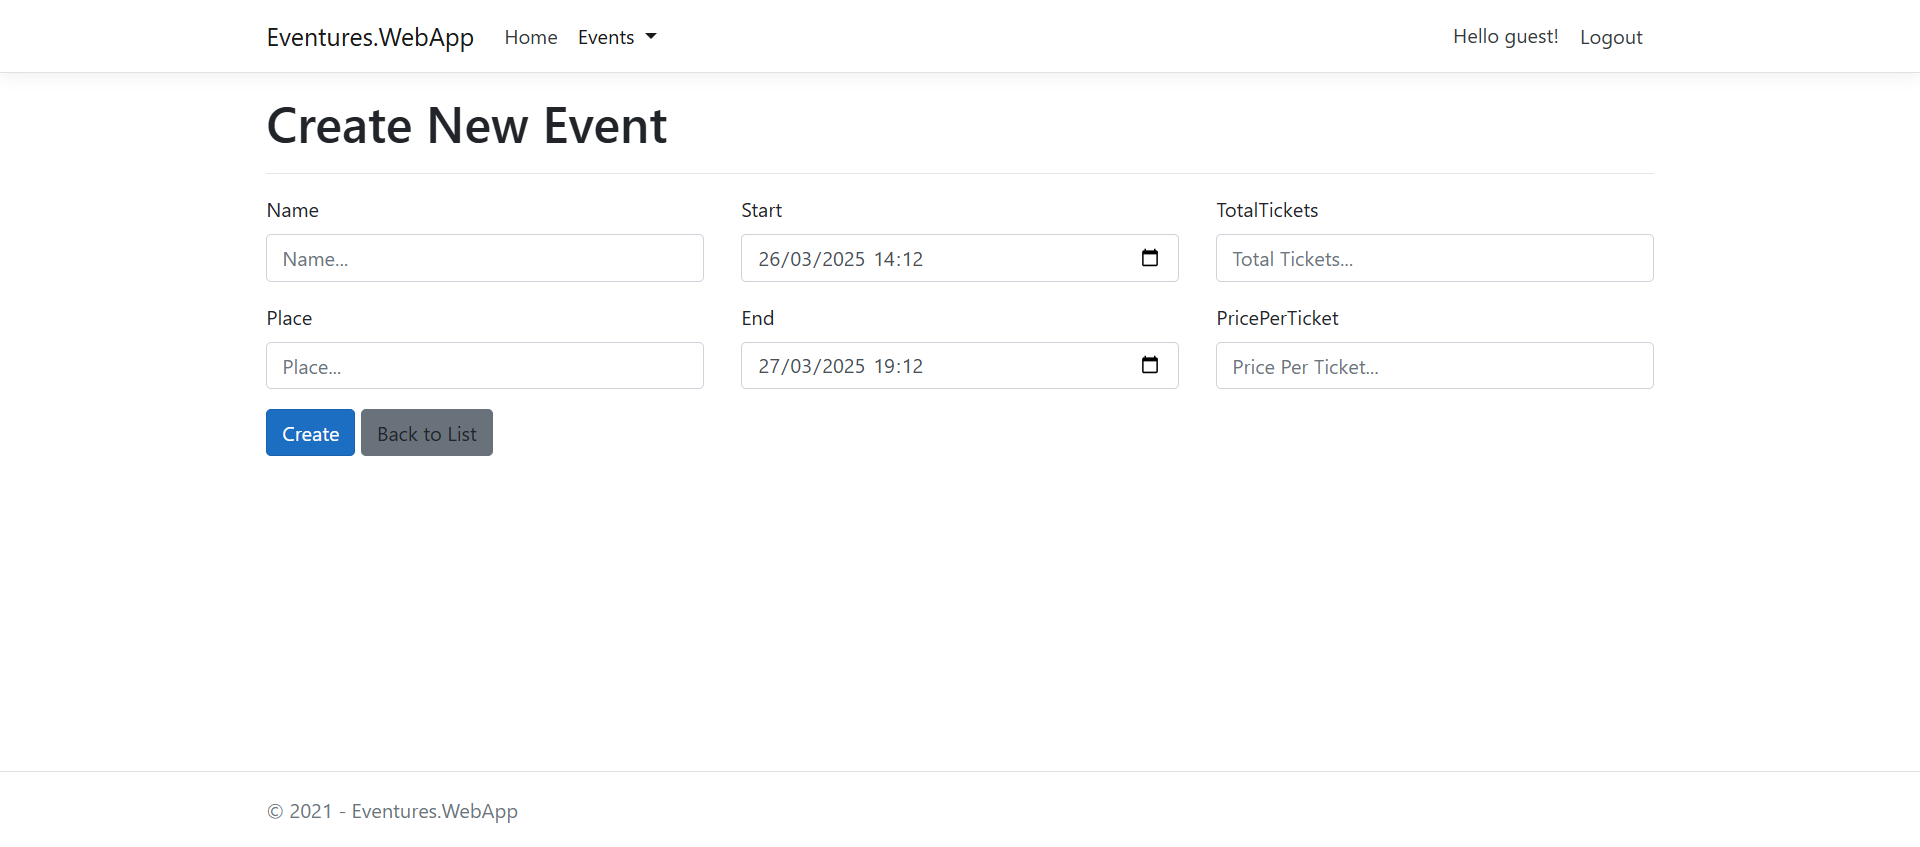 Eventures.WebApp Home Events Hello guest! Logout
Create New Event
Name Start TotalTickets
Name... 26/03/2025 14:12 Total Tickets...
Place End PricePerTicket
Place... 27/03/2025 19:12 Price Per Ticket...
Create Back to List
© 2021 - Eventures.WebApp